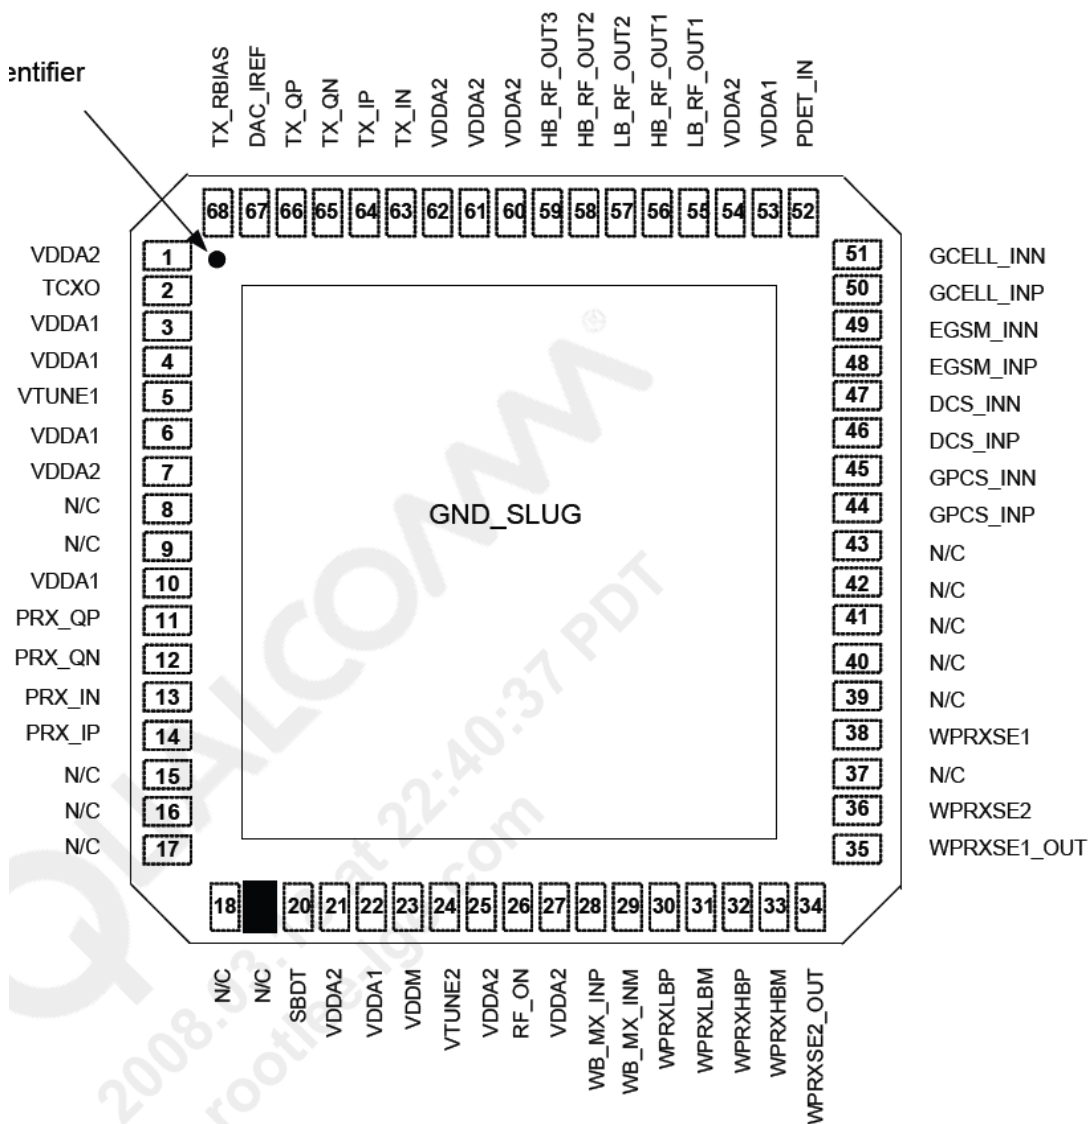 entifier
TX_RBIAS
DAC_IREF
TX_QP
TX_QN
TX_IP
TX_IN
VDDA2
VDDA2
VDDA2
HB_RF_OUT3
HB_RF_OUT2
LB_RF_OUT2
HB_RF_OUT1
LB_RF_OUT1
VDDA2
VDDA1
PDET_IN
68 67 66 65 64 63 62 61 60 59 58 57 56 55 54 53 52
VDDA2 1
TCXO 2
VDDA1 3
VDDA1 4
VTUNE1 5
VDDA1 6
VDDA2 7
N/C 8
N/C 9
VDDA1 10
PRX_QP 11
PRX_QN 12
PRX_IN 13
PRX_IP 14
N/C 15
N/C 16
N/C 17
GND_SLUG
51 GCELL_INN
50 GCELL_INP
49 EGSM_INN
48 EGSM_INP
47 DCS_INN
46 DCS_INP
45 GPCS_INN
44 GPCS_INP
43 N/C
42 N/C
41 N/C
40 N/C
39 N/C
38 WPRXSE1
37 N/C
36 WPRXSE2
35 WPRXSE1_OUT
18 20 21 22 23 24 25 26 27 28 29 30 31 32 33 34
N/C
N/C
SBDT
VDDA2
VDDA1
VDDM
VTUNE2
VDDA2
RF_ON
VDDA2
WB_MX_INP
WB_MX_INM
WPRXLBP
WPRXLBM
WPRXHBP
WPRXHBM
WPRXSE2_OUT
QUALCOMM ®
at 22:40:37 PDT